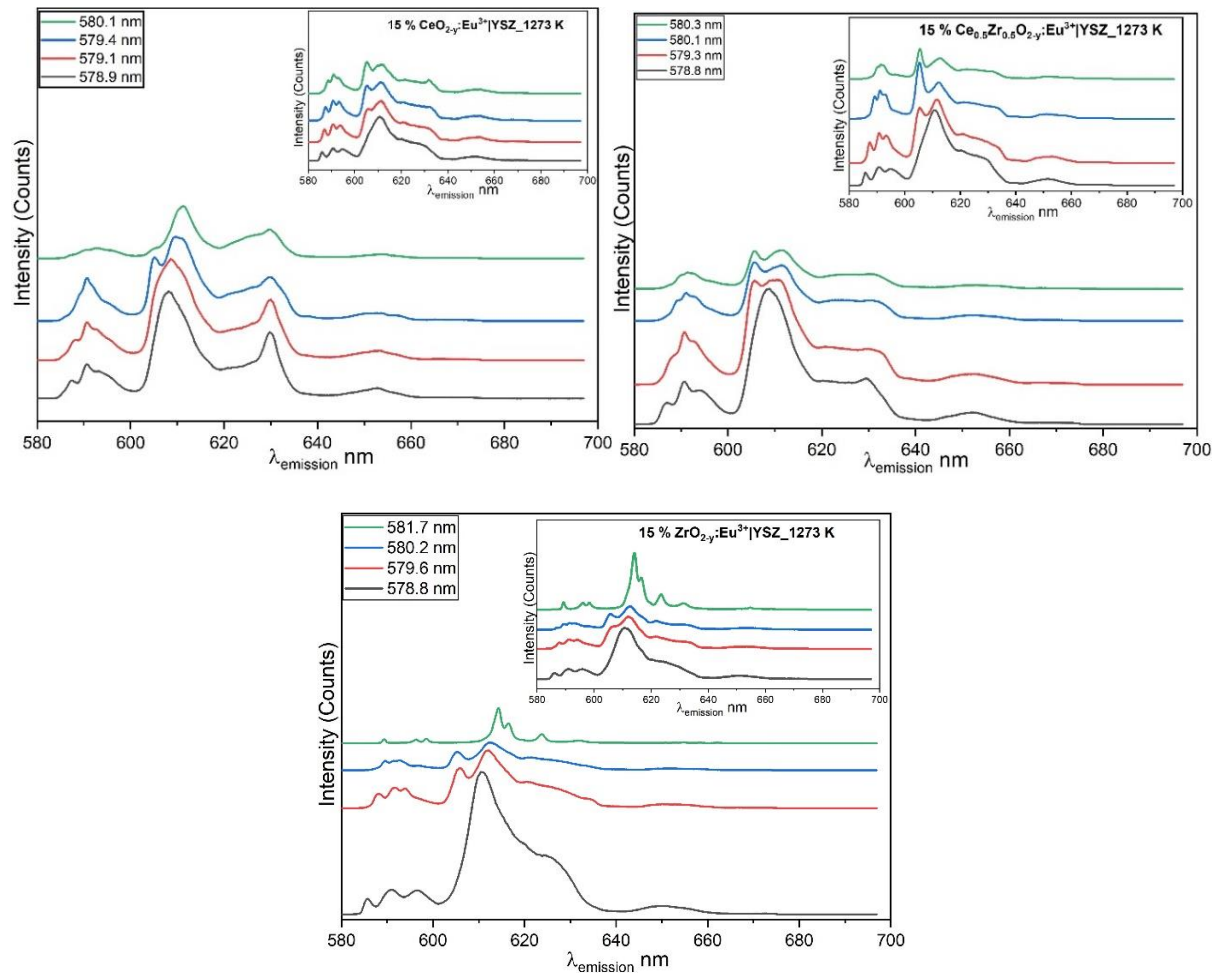 580.1 nm
579.4 nm
579.1 nm
578.9 nm
15 % CeO2-y:Eu3+|YSZ_1273 K
Intensity (Counts)
580 600 620 640 660 680 700
λemission nm
Intensity (Counts)
580 600 620 640 660 680 700
λemission nm
580.3 nm
580.1 nm
579.3 nm
578.8 nm
15 % Ce0.5Zr0.5O2-y:Eu3+|YSZ_1273 K
Intensity (Counts)
580 600 620 640 660 680 700
λemission nm
Intensity (Counts)
580 600 620 640 660 680 700
λemission nm
581.7 nm
580.2 nm
579.6 nm
578.8 nm
15 % ZrO2-y:Eu3+|YSZ_1273 K
Intensity (Counts)
580 600 620 640 660 680 700
λemission nm
Intensity (Counts)
580 600 620 640 660 680 700
λemission nm